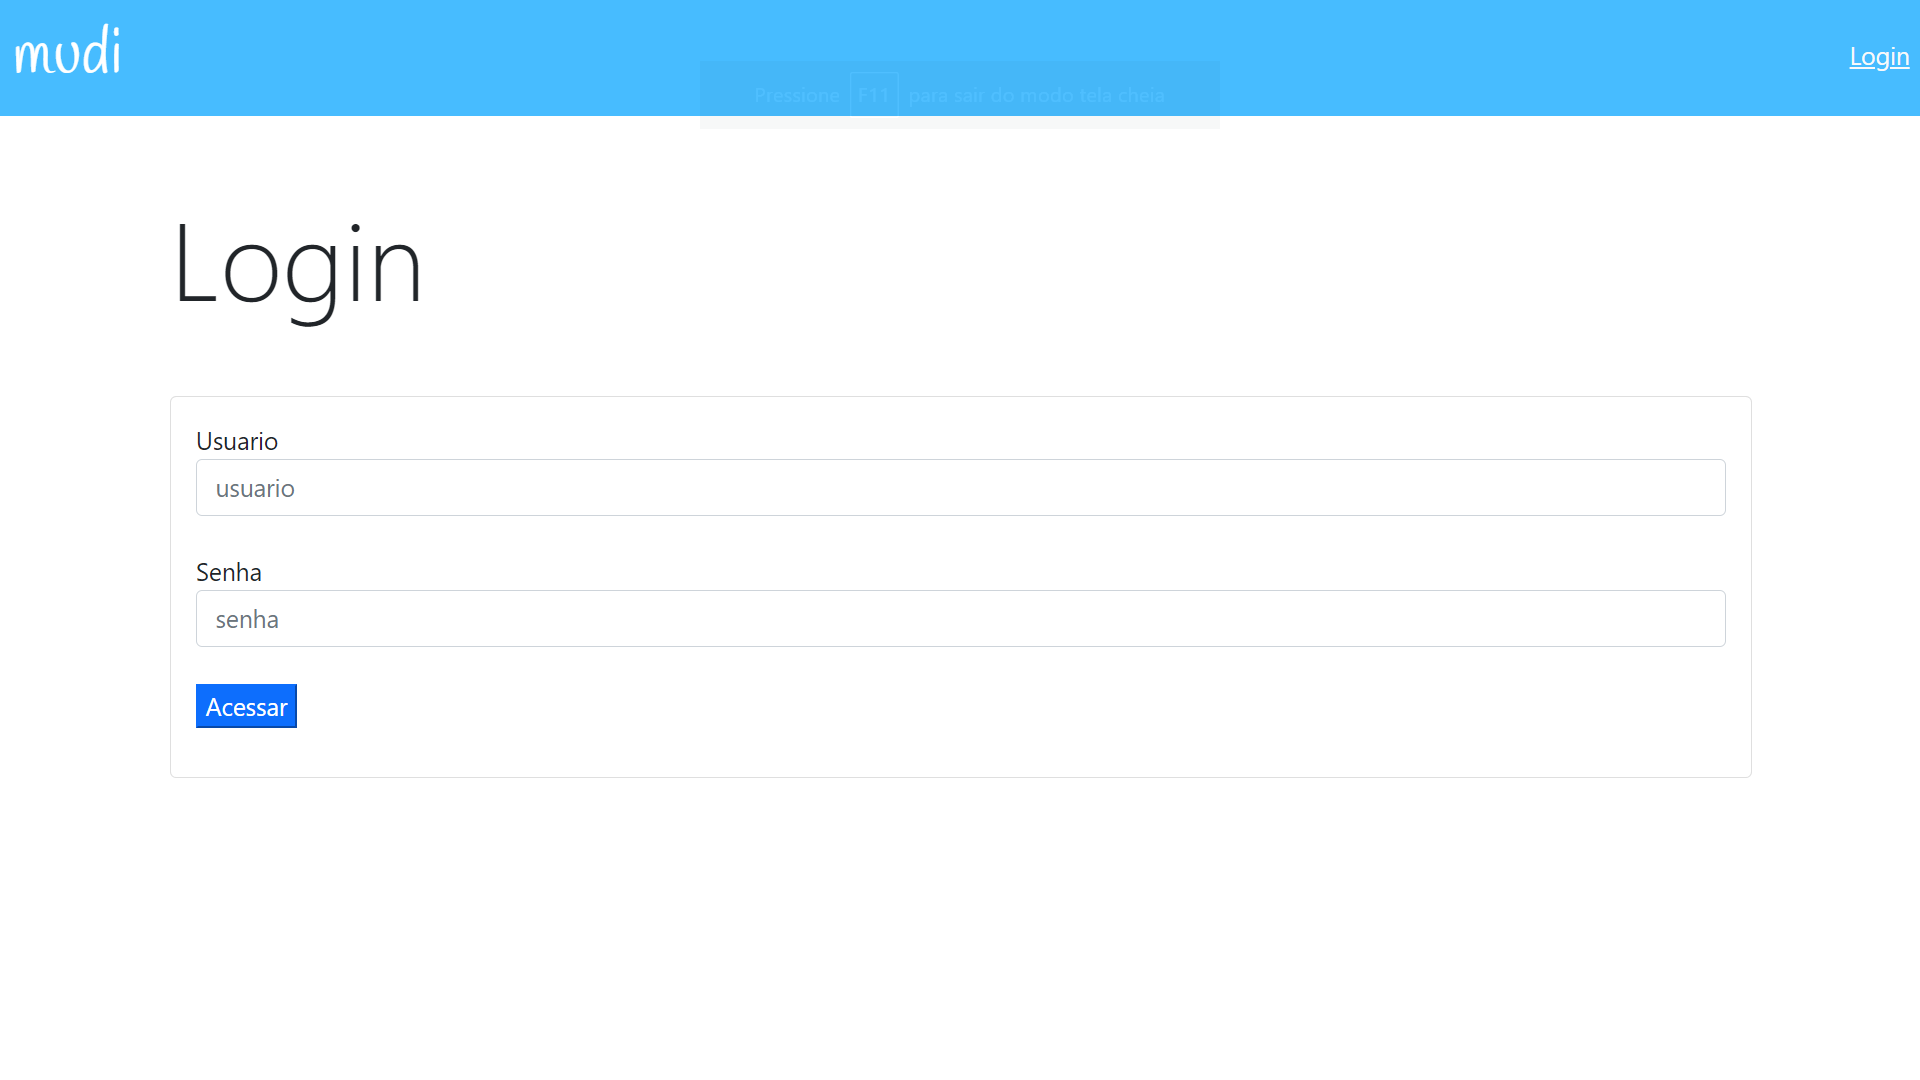 mudi
Login
Pressione F11 para sair do modo tela cheia
Login
Usuario
usuario
Senha
senha
Acessar